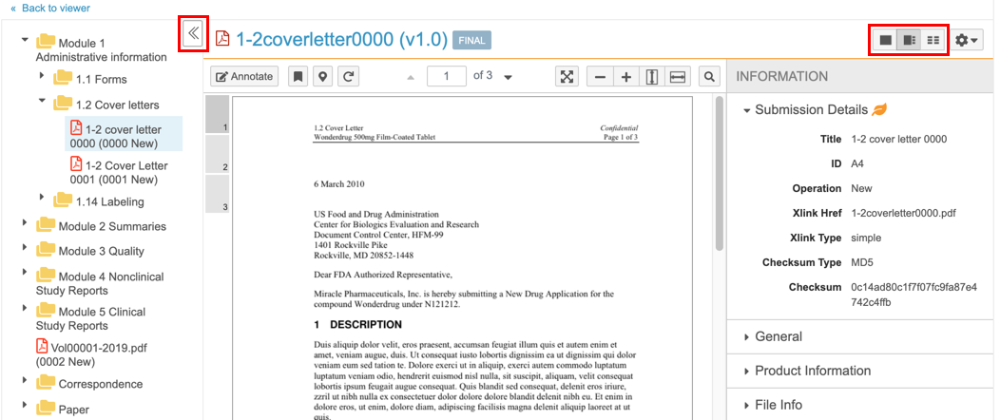 « Back to viewer
Module 1
Administrative information
1.1 Forms
1.2 Cover letters
1-2 cover letter
0000 (0000 New)
1-2 Cover Letter
0001 (0001 New)
1.14 Labeling
Module 2 Summaries
Module 3 Quality
Module 4 Nonclinical
Study Reports
Module 5 Clinical
Study Reports
Vol00001-2019.pdf
(0002 New)
Correspondence
Paper
1-2coverletter0000 (v1.0) FINAL
Annotate
1 of 3
1
2
3
1.2 Cover Letter Confidential
Wonderdrug 500mg Film-Coated Tablet Page 1 of 3
6 March 2010
US Food and Drug Administration
Center for Biologics Evaluation and Research
Document Control Center, HFM-99
1401 Rockville Pike
Rockville, MD 20852-1448
Dear FDA Authorized Representative,
Miracle Pharmaceuticals, Inc. is hereby submitting a New Drug Application for the
compound Wonderdrug under N121212.
1 DESCRIPTION
Duis aliquip dolor velit, eros praesent, accumsan feugiat illum quis et autem enim et
amet, veniam augue, duis. Ut consequat iusto lobortis dignissim ea ut dignissim qui dolor
veniam eum sed tation te. Dolore exerci ut in aliquip, exerci autem commodo luptatum
luptatum veniam odio, hendrerit euismod nisl nulla, sit suscipit, aliquam, velit consequat
lobortis ipsum feugait augue consequat. Quis blandit sed consequat, delenit eros iriure,
zzril ut nibh nulla ex consectetuer dolor dolore dolore blandit delenit nibh eu. Et enim in
dolore eros, ut enim, dolore diam, adipiscing facilisis magna delenit aliquip laoreet at ut
quis.
INFORMATION
Submission Details
Title 1-2 cover letter 0000
ID A4
Operation New
Xlink Href 1-2coverletter0000.pdf
Xlink Type simple
Checksum Type MD5
Checksum 0c14ad80c1f7f07fc9fa87e4
742c4ffb
General
Product Information
File Info